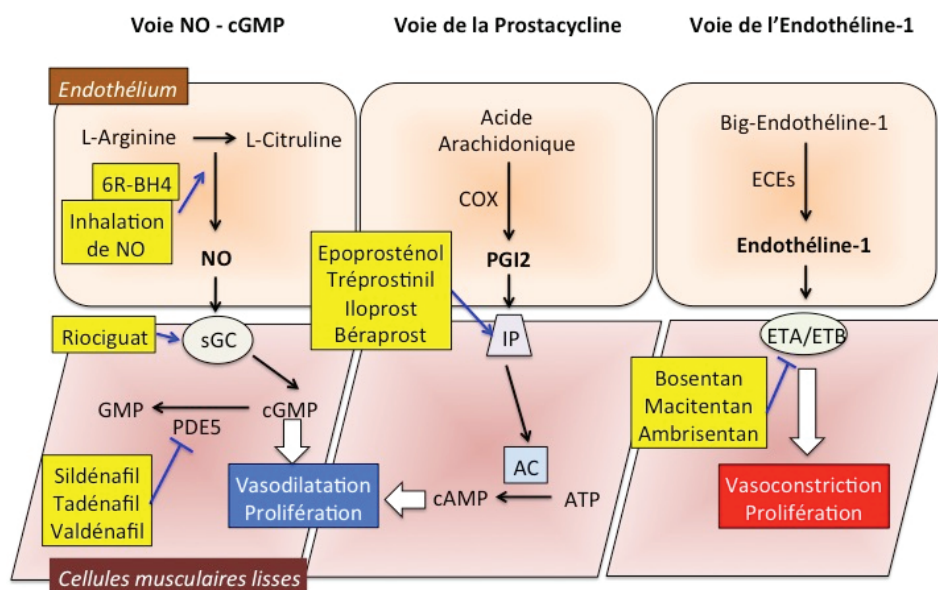 Voie NO - cGMP
Voie de la Prostacycline
Voie de l'Endothéline-1
Endothélium
L-Arginine
L-Citruline
6R-BH4
Inhalation
de NO
NO
Riociguat
sGC
GMP
cGMP
PDE5
Sildénafil
Tadénafil
Valdénafil
Vasodilatation
Prolifération
Cellules musculaires lisses
Acide
Arachidonique
COX
PGI2
Epoprosténol
Tréprostinil
Iloprost
Béraprost
IP
AC
cAMP
ATP
Big-Endothéline-1
ECEs
Endothéline-1
ETA/ETB
Bosentan
Macitentan
Ambrisentan
Vasoconstriction
Prolifération